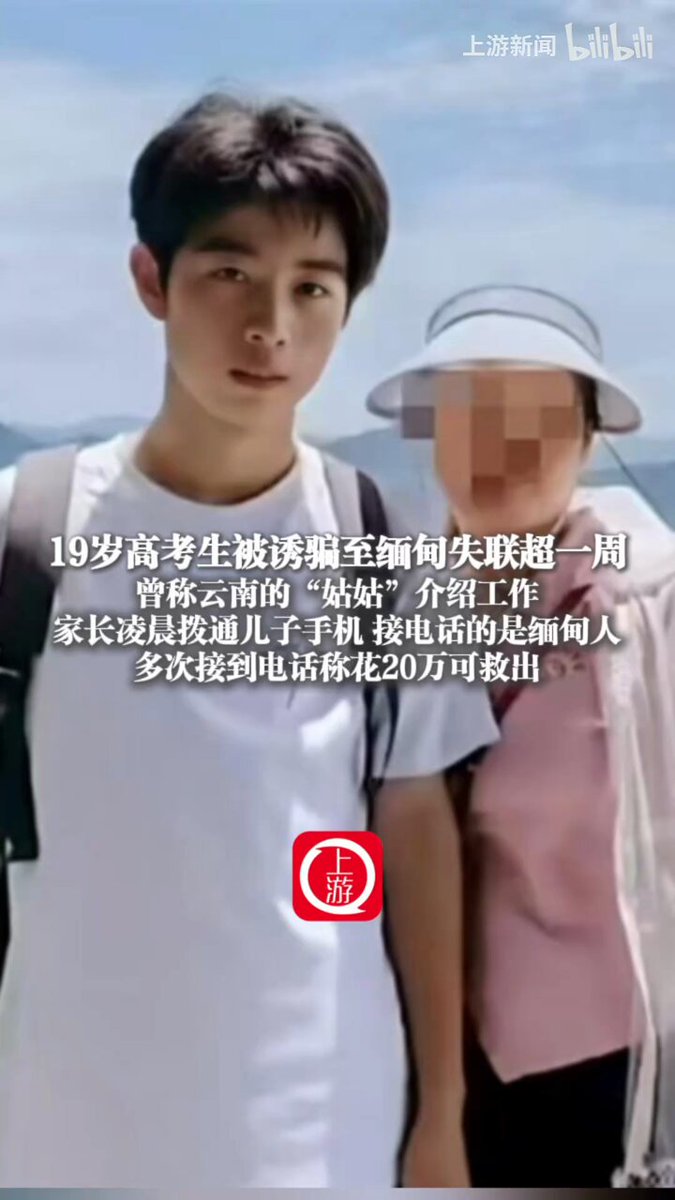 上游新闻 bilibili
19岁高考生被诱骗至缅甸失联超一周
曾称云南的“姑姑”介绍工作
家长凌晨拨通儿子手机 接电话的是缅甸人
多次接到电话称花20万可救出
上游